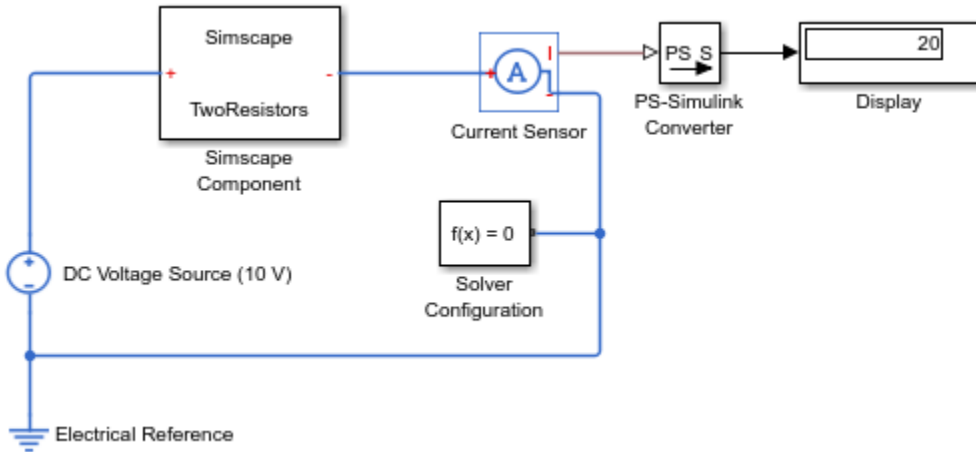 Simscape
+ -
TwoResistors
Simscape
Component
+ A I
-
Current Sensor
PS S
PS-Simulink
Converter
20
Display
f(x) = 0
Solver
Configuration
+
-
DC Voltage Source (10 V)
Electrical Reference